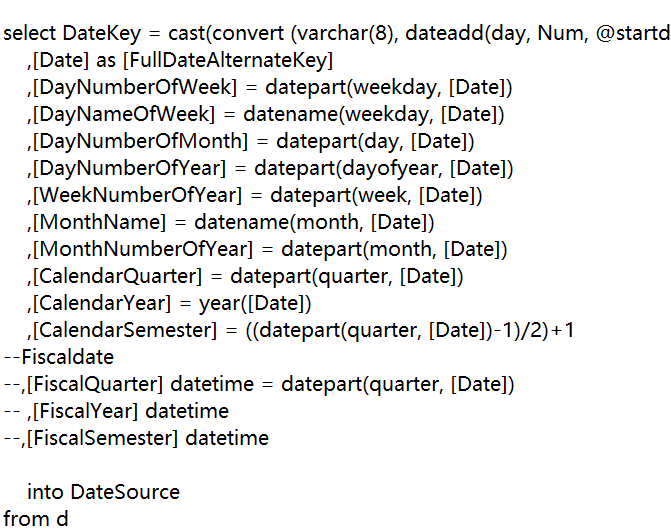 select DateKey = cast(convert (varchar(8), dateadd(day, Num, @startd
,[Date] as [FullDateAlternateKey]
,[DayNumberOfWeek] = datepart(weekday, [Date])
,[DayNameOfWeek] = datename(weekday, [Date])
,[DayNumberOfMonth] = datepart(day, [Date])
,[DayNumberOfYear] = datepart(dayofyear, [Date])
,[WeekNumberOfYear] = datepart(week, [Date])
,[MonthName] = datename(month, [Date])
,[MonthNumberOfYear] = datepart(month, [Date])
,[CalendarQuarter] = datepart(quarter, [Date])
,[CalendarYear] = year([Date])
,[CalendarSemester] = ((datepart(quarter, [Date])-1)/2)+1
--Fiscaldate
--,[FiscalQuarter] datetime = datepart(quarter, [Date])
-- ,[FiscalYear] datetime
--,[FiscalSemester] datetime
into DateSource
from d